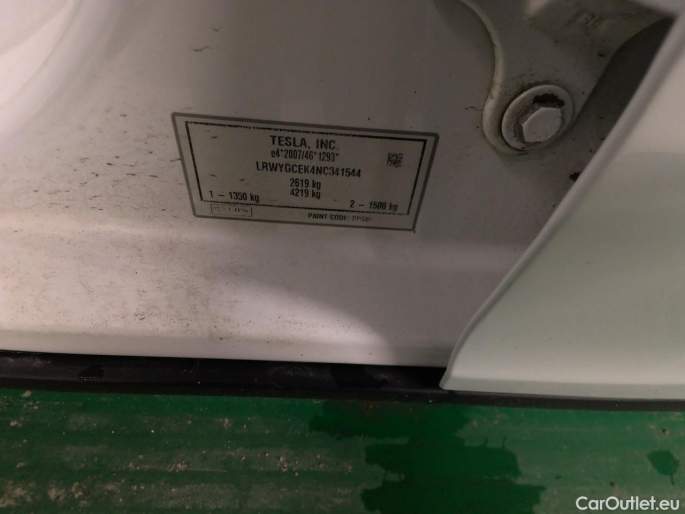 TESLA, INC.
e4*2007/46*1293*
LRWYGCEK4NC341544
2619 kg
4219 kg
1 - 1350 kg
2 - 1500 kg
PAINT CODE:
CarOutlet.eu